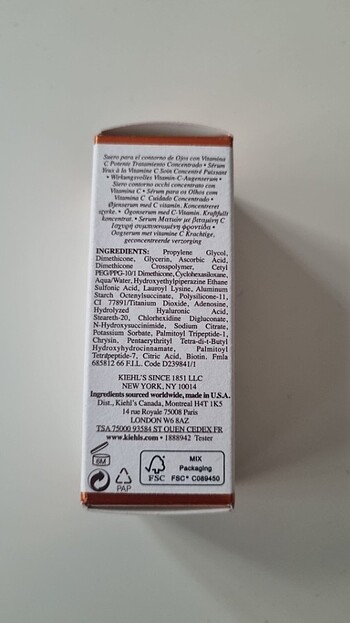 Suero para el contorno de Ojos con Vitamina
C Potente Tratamiento Concentrado • Sérum
Yeux à la Vitamine C Soin Concentré Puissant
• Wirkungsvolles Vitamin-C-Augenserum •
Siero contorno occhi concentrato con
Vitamina C • Sérum para os Olhos com
Vitamina C Cuidado Concentrado •
Øjenserum med C vitamin. Koncentreret
styrke. • Ögonserum med C-Vitamin. Kraftfullt
koncentrat. • Serum Ματιών με βιταμίνη C
Ισχυρή συμπυκνωμένη φροντίδα •
Oogserum met vitamine C Krachtige,
geconcentreerde verzorging
INGREDIENTS: Propylene Glycol,
Dimethicone, Glycerin, Ascorbic Acid,
Dimethicone Crosspolymer, Cetyl
PEG/PPG-10/1 Dimethicone, Cyclohexasiloxane,
Aqua/Water, Hydroxyethylpiperazine Ethane
Sulfonic Acid, Lauroyl Lysine, Aluminum
Starch Octenylsuccinate, Polysilicone-11,
CI 77891/Titanium Dioxide, Adenosine,
Hydrolyzed Hyaluronic Acid,
Steareth-20, Chlorhexidine Digluconate,
N-Hydroxysuccinimide, Sodium Citrate,
Potassium Sorbate, Palmitoyl Tripeptide-1,
Chrysin, Pentaerythrityl Tetra-di-t-Butyl
Hydroxyhydrocinnamate, Palmitoyl
Tetrapeptide-7, Citric Acid, Biotin. Fmla
685812 66 F.I.L. Code D239841/1
KIEHL'S SINCE 1851 LLC
NEW YORK, NY 10014
Ingredients sourced worldwide, made in U.S.A.
Dist., Kiehl's Canada, Montreal H4T 1K5
14 rue Royale 75008 Paris
LONDON W6 8AZ
TSA 75000 93584 ST OUEN CEDEX FR
www.kiehls.com • 1888942 Tester
6M
PAP
FSC
MIX
Packaging
FSC® C089450